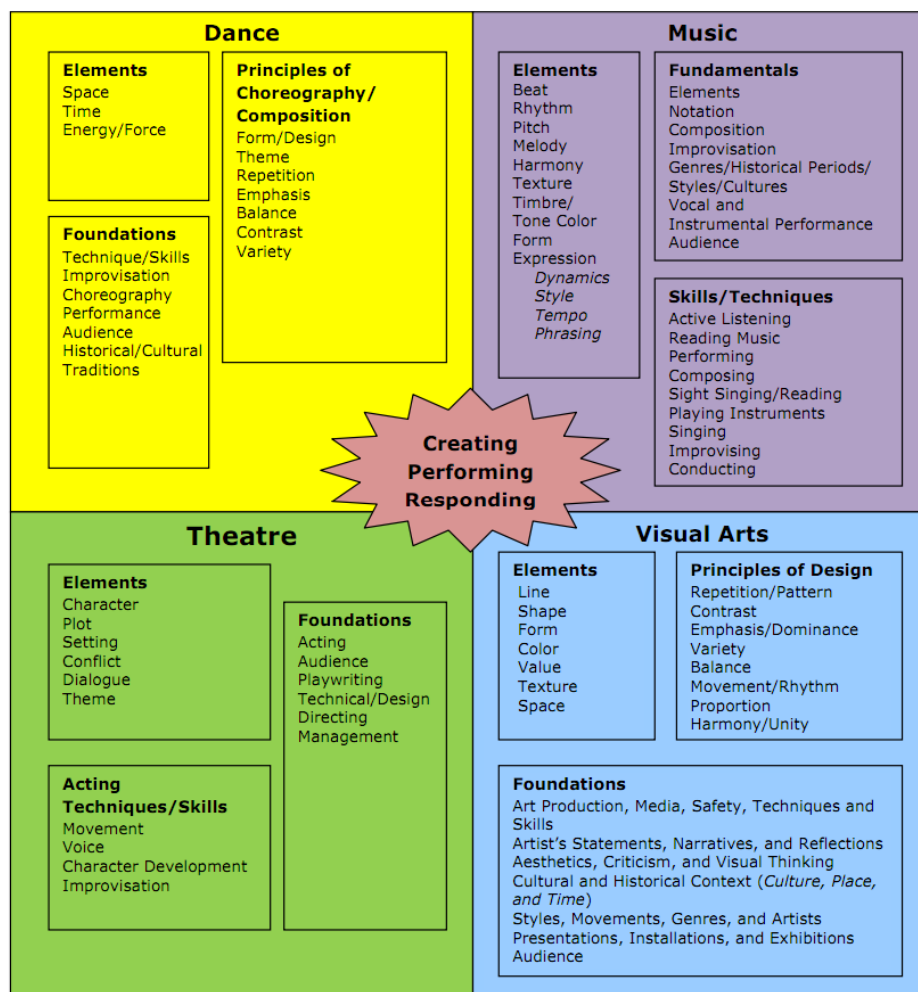 Dance
Elements
Space
Time
Energy/Force
Principles of
Choreography/
Composition
Form/Design
Theme
Repetition
Emphasis
Balance
Contrast
Variety
Foundations
Technique/Skills
Improvisation
Choreography
Performance
Audience
Historical/Cultural
Traditions
Music
Elements
Beat
Rhythm
Pitch
Melody
Harmony
Texture
Timbre/
Tone Color
Form
Expression
Dynamics
Style
Tempo
Phrasing
Fundamentals
Elements
Notation
Composition
Improvisation
Genres/Historical Periods/
Styles/Cultures
Vocal and
Instrumental Performance
Audience
Skills/Techniques
Active Listening
Reading Music
Performing
Composing
Sight Singing/Reading
Playing Instruments
Singing
Improvising
Conducting
Creating
Performing
Responding
Theatre
Elements
Character
Plot
Setting
Conflict
Dialogue
Theme
Foundations
Acting
Audience
Playwriting
Technical/Design
Directing
Management
Acting
Techniques/Skills
Movement
Voice
Character Development
Improvisation
Visual Arts
Elements
Line
Shape
Form
Color
Value
Texture
Space
Principles of Design
Repetition/Pattern
Contrast
Emphasis/Dominance
Variety
Balance
Movement/Rhythm
Proportion
Harmony/Unity
Foundations
Art Production, Media, Safety, Techniques and
Skills
Artist's Statements, Narratives, and Reflections
Aesthetics, Criticism, and Visual Thinking
Cultural and Historical Context (Culture, Place,
and Time)
Styles, Movements, Genres, and Artists
Presentations, Installations, and Exhibitions
Audience